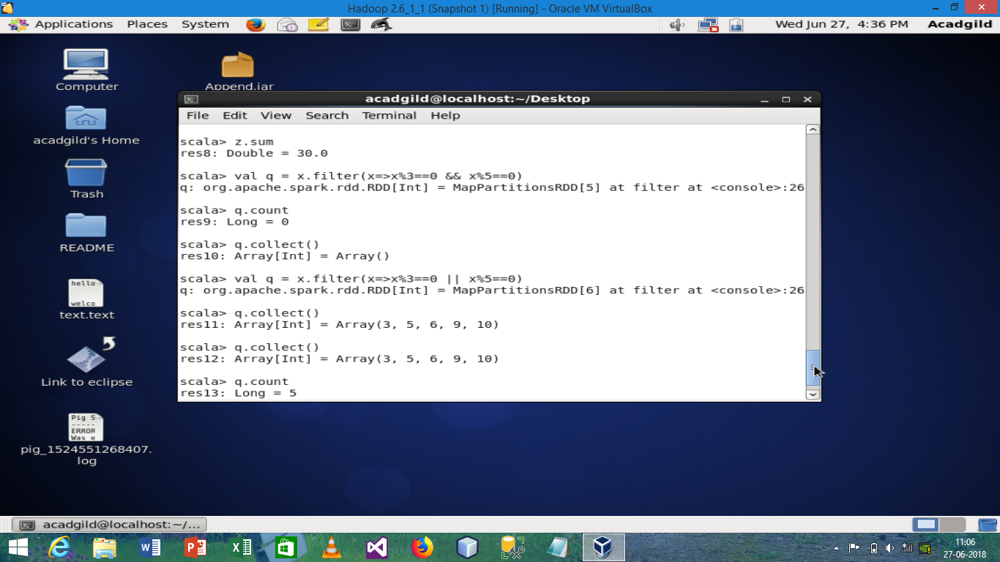 Hadoop 2.6_1_1 (Snapshot 1) [Running] - Oracle VM VirtualBox
Applications Places System Wed Jun 27, 4:36 PM Acadgild
Computer
Append.jar
acadgild's Home
Trash
README
hello
welco
text.text
Link to eclipse
Pig S
-----
ERROR
Was e
pig_1524551268407.
log
acadgild@localhost:~/Desktop
File Edit View Search Terminal Help
scala> z.sum
res8: Double = 30.0
scala> val q = x.filter(x=>x%3==0 && x%5==0)
q: org.apache.spark.rdd.RDD[Int] = MapPartitionsRDD[5] at filter at <console>:26
scala> q.count
res9: Long = 0
scala> q.collect()
res10: Array[Int] = Array()
scala> val q = x.filter(x=>x%3==0 || x%5==0)
q: org.apache.spark.rdd.RDD[Int] = MapPartitionsRDD[6] at filter at <console>:26
scala> q.collect()
res11: Array[Int] = Array(3, 5, 6, 9, 10)
scala> q.collect()
res12: Array[Int] = Array(3, 5, 6, 9, 10)
scala> q.count
res13: Long = 5
acadgild@localhost:~/...
11:06
27-06-2018